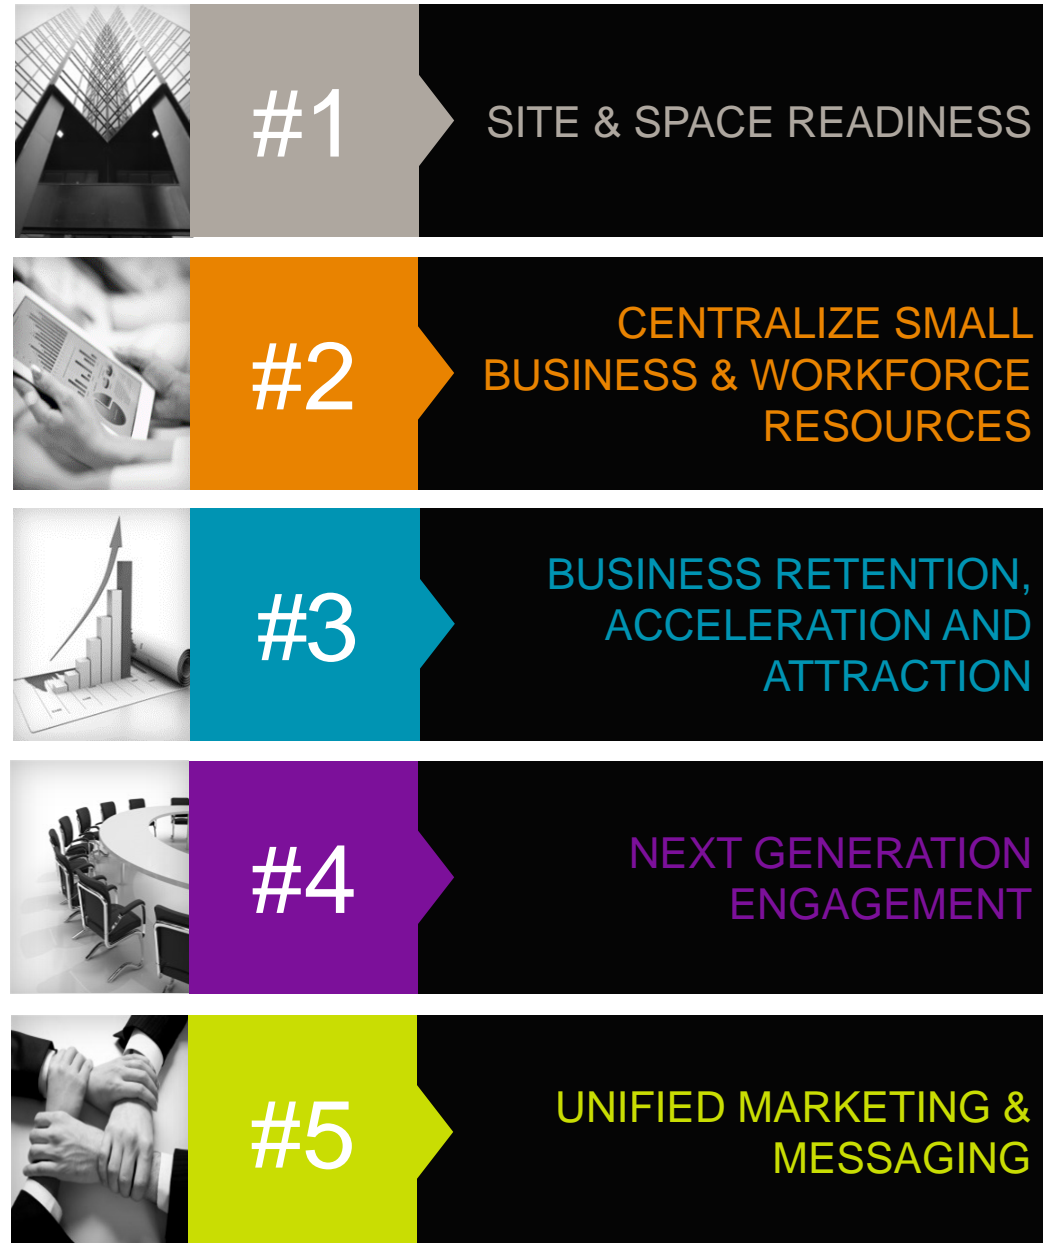 #1
SITE & SPACE READINESS
#2
CENTRALIZE SMALL
BUSINESS & WORKFORCE
RESOURCES
#3
BUSINESS RETENTION,
ACCELERATION AND
ATTRACTION
#4
NEXT GENERATION
ENGAGEMENT
#5
UNIFIED MARKETING &
MESSAGING